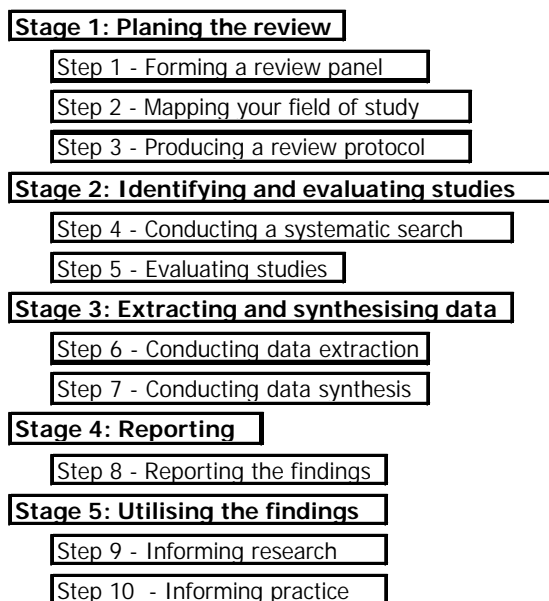 Stage 1: Planing the review
Step 1 - Forming a review panel
Step 2 - Mapping your field of study
Step 3 - Producing a review protocol
Stage 2: Identifying and evaluating studies
Step 4 - Conducting a systematic search
Step 5 - Evaluating studies
Stage 3: Extracting and synthesising data
Step 6 - Conducting data extraction
Step 7 - Conducting data synthesis
Stage 4: Reporting
Step 8 - Reporting the findings
Stage 5: Utilising the findings
Step 9 - Informing research
Step 10 - Informing practice